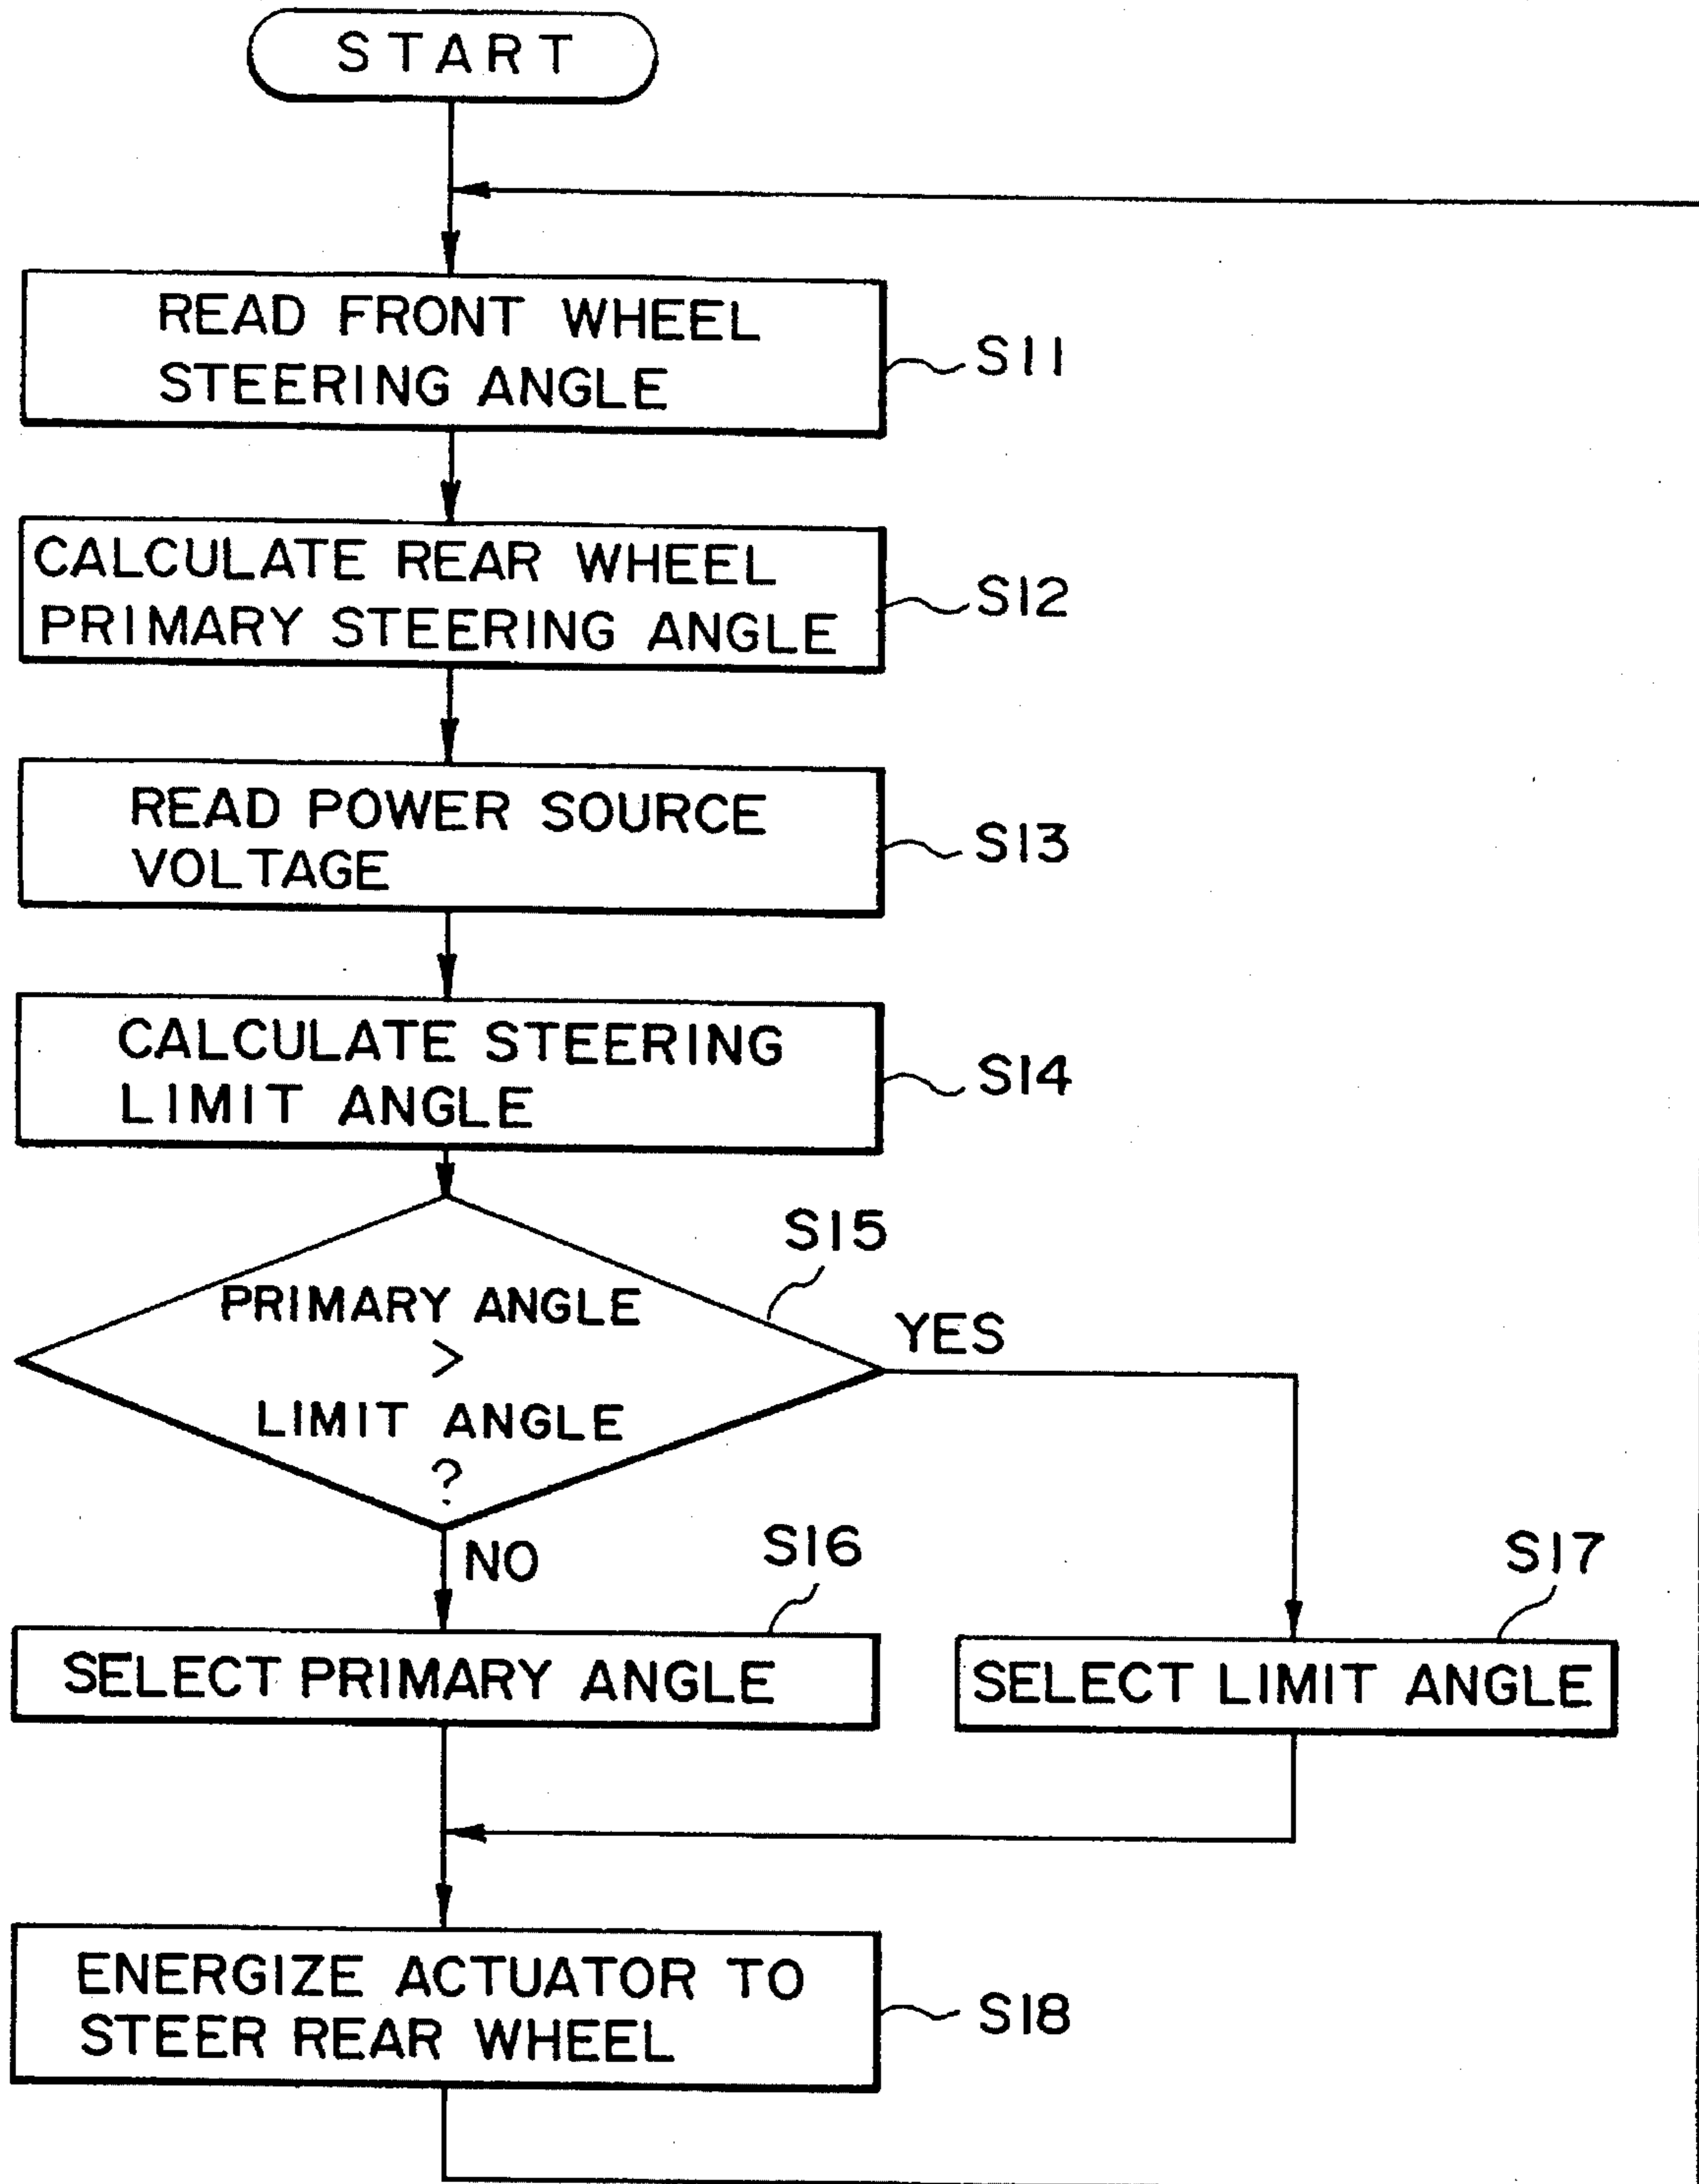 START
READ FRONT WHEEL
STEERING ANGLE
S11
CALCULATE REAR WHEEL
PRIMARY STEERING ANGLE
S12
READ POWER SOURCE
VOLTAGE
S13
CALCULATE STEERING
LIMIT ANGLE
S14
S15
PRIMARY ANGLE
>
LIMIT ANGLE
?
YES
NO
S16
SELECT PRIMARY ANGLE
S17
SELECT LIMIT ANGLE
ENERGIZE ACTUATOR TO
STEER REAR WHEEL
S18